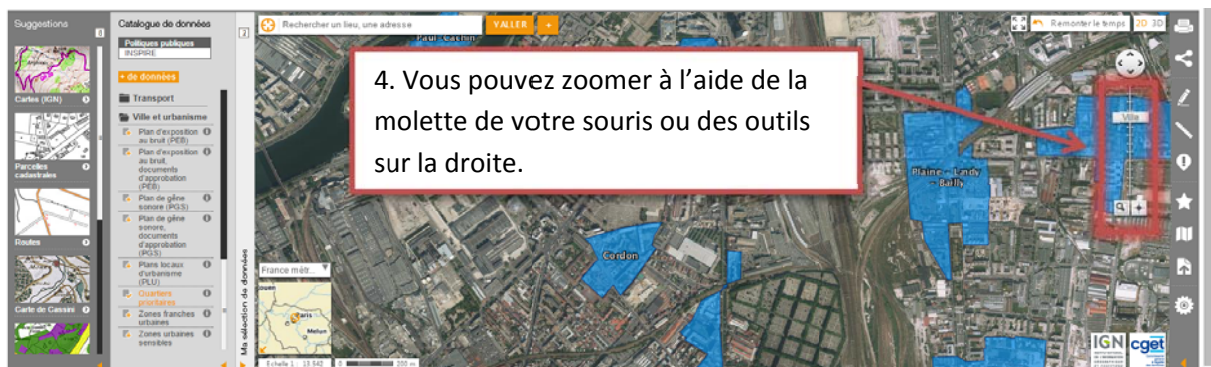 Suggestions
Cartes (IGN)
Parcelles
cadastrales
Routes
Carte de Cassini
Catalogue de données
Politiques publiques
INSPIRE
+ de données
Transport
Ville et urbanisme
Plan d'exposition
au bruit (PEB)
Plan d'exposition
au bruit,
documents
d'approbation
(PEB)
Plan de gêne
sonore (PGS)
Plan de gêne
sonore,
documents
d'approbation
(PGS)
Plans locaux
d'urbanisme
(PLU)
Quartiers
prioritaires
Zones franches
urbaines
Zones urbaines
sensibles
2
Ma sélection de données
Rechercher un lieu, une adresse
Y ALLER
+
Remonter le temps
2D 3D
Paul Cachin
4. Vous pouvez zoomer à l'aide de la
molette de votre souris ou des outils
sur la droite.
Ville
Plaine - Landy
- Bailly
Cordon
France métr...
Paris
Melun
Echelle 1 : 13 542
0
200 m
IGN
cget